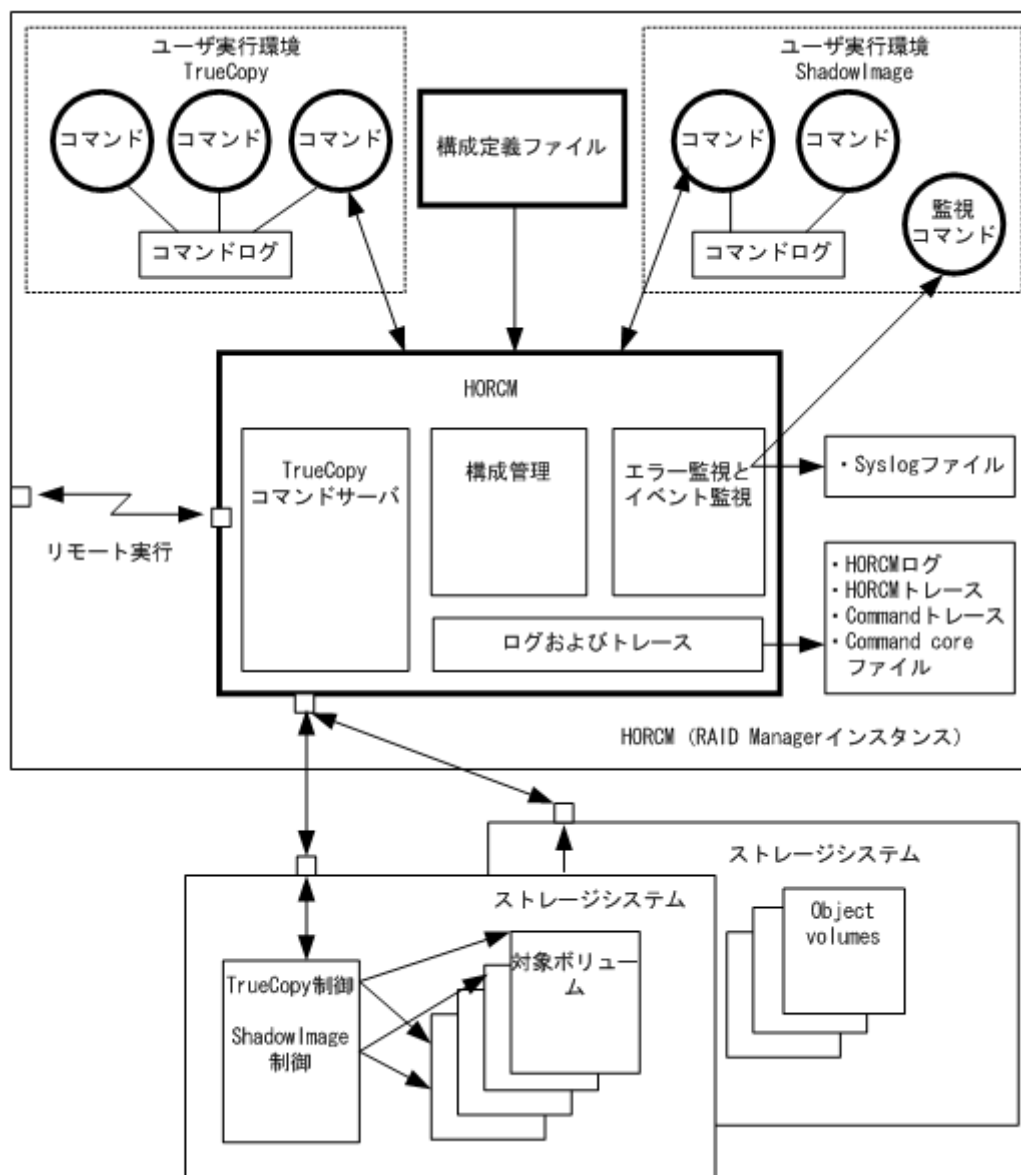 ユーザ実行環境
TrueCopy
コマンド
コマンド
コマンド
コマンドログ
構成定義ファイル
ユーザ実行環境
ShadowImage
コマンド
コマンド
コマンドログ
監視
コマンド
HORCM
TrueCopy
コマンドサーバ
構成管理
エラー監視と
イベント監視
ログおよびトレース
・Syslogファイル
・HORCMログ
・HORCMトレース
・Commandトレース
・Command core
ファイル
リモート実行
HORCM (RAID Managerインスタンス)
ストレージシステム
Object
volumes
ストレージシステム
対象ボリュー
ム
TrueCopy制御
ShadowImage
制御